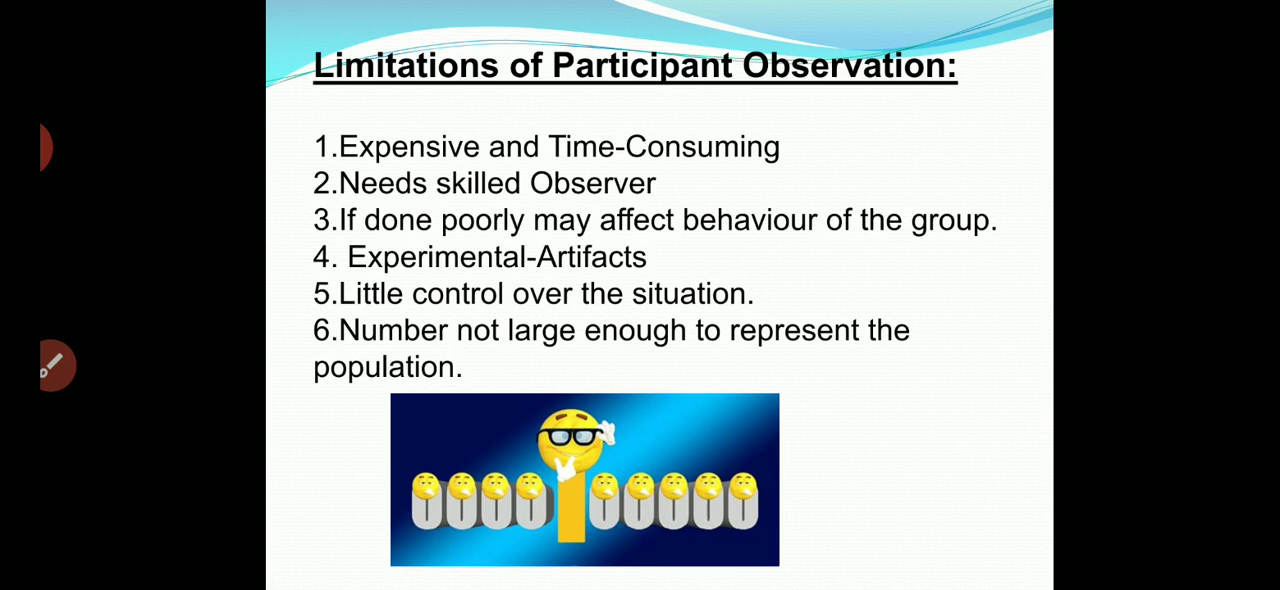 Limitations of Participant Observation:
1.Expensive and Time-Consuming
2.Needs skilled Observer
3.If done poorly may affect behaviour of the group.
4. Experimental-Artifacts
5.Little control over the situation.
6.Number not large enough to represent the
population.